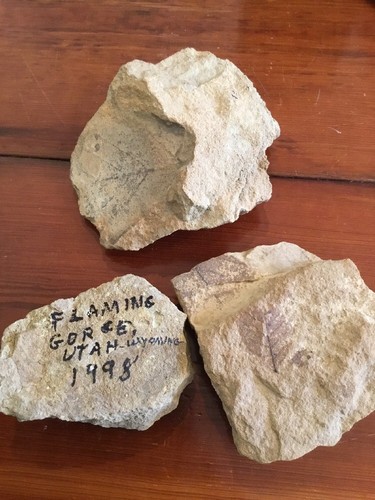 FLAMING
GORGE,
UTAH-WYOMING
1998